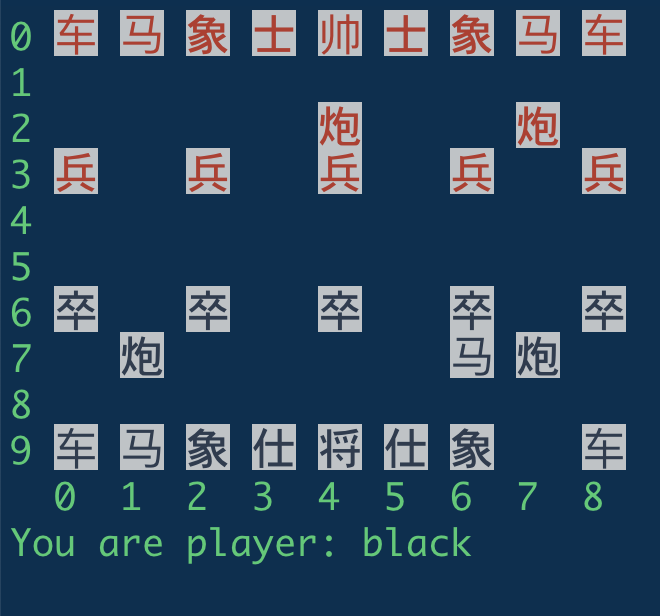 0 车 马 象 士 帅 士 象 马 车
1
2 炮 炮
3 兵 兵 兵 兵 兵
4
5
6 卒 卒 卒 卒 卒
7 炮 马 炮
8
9 车 马 象 仕 将 仕 象 车
0 1 2 3 4 5 6 7 8
You are player: black